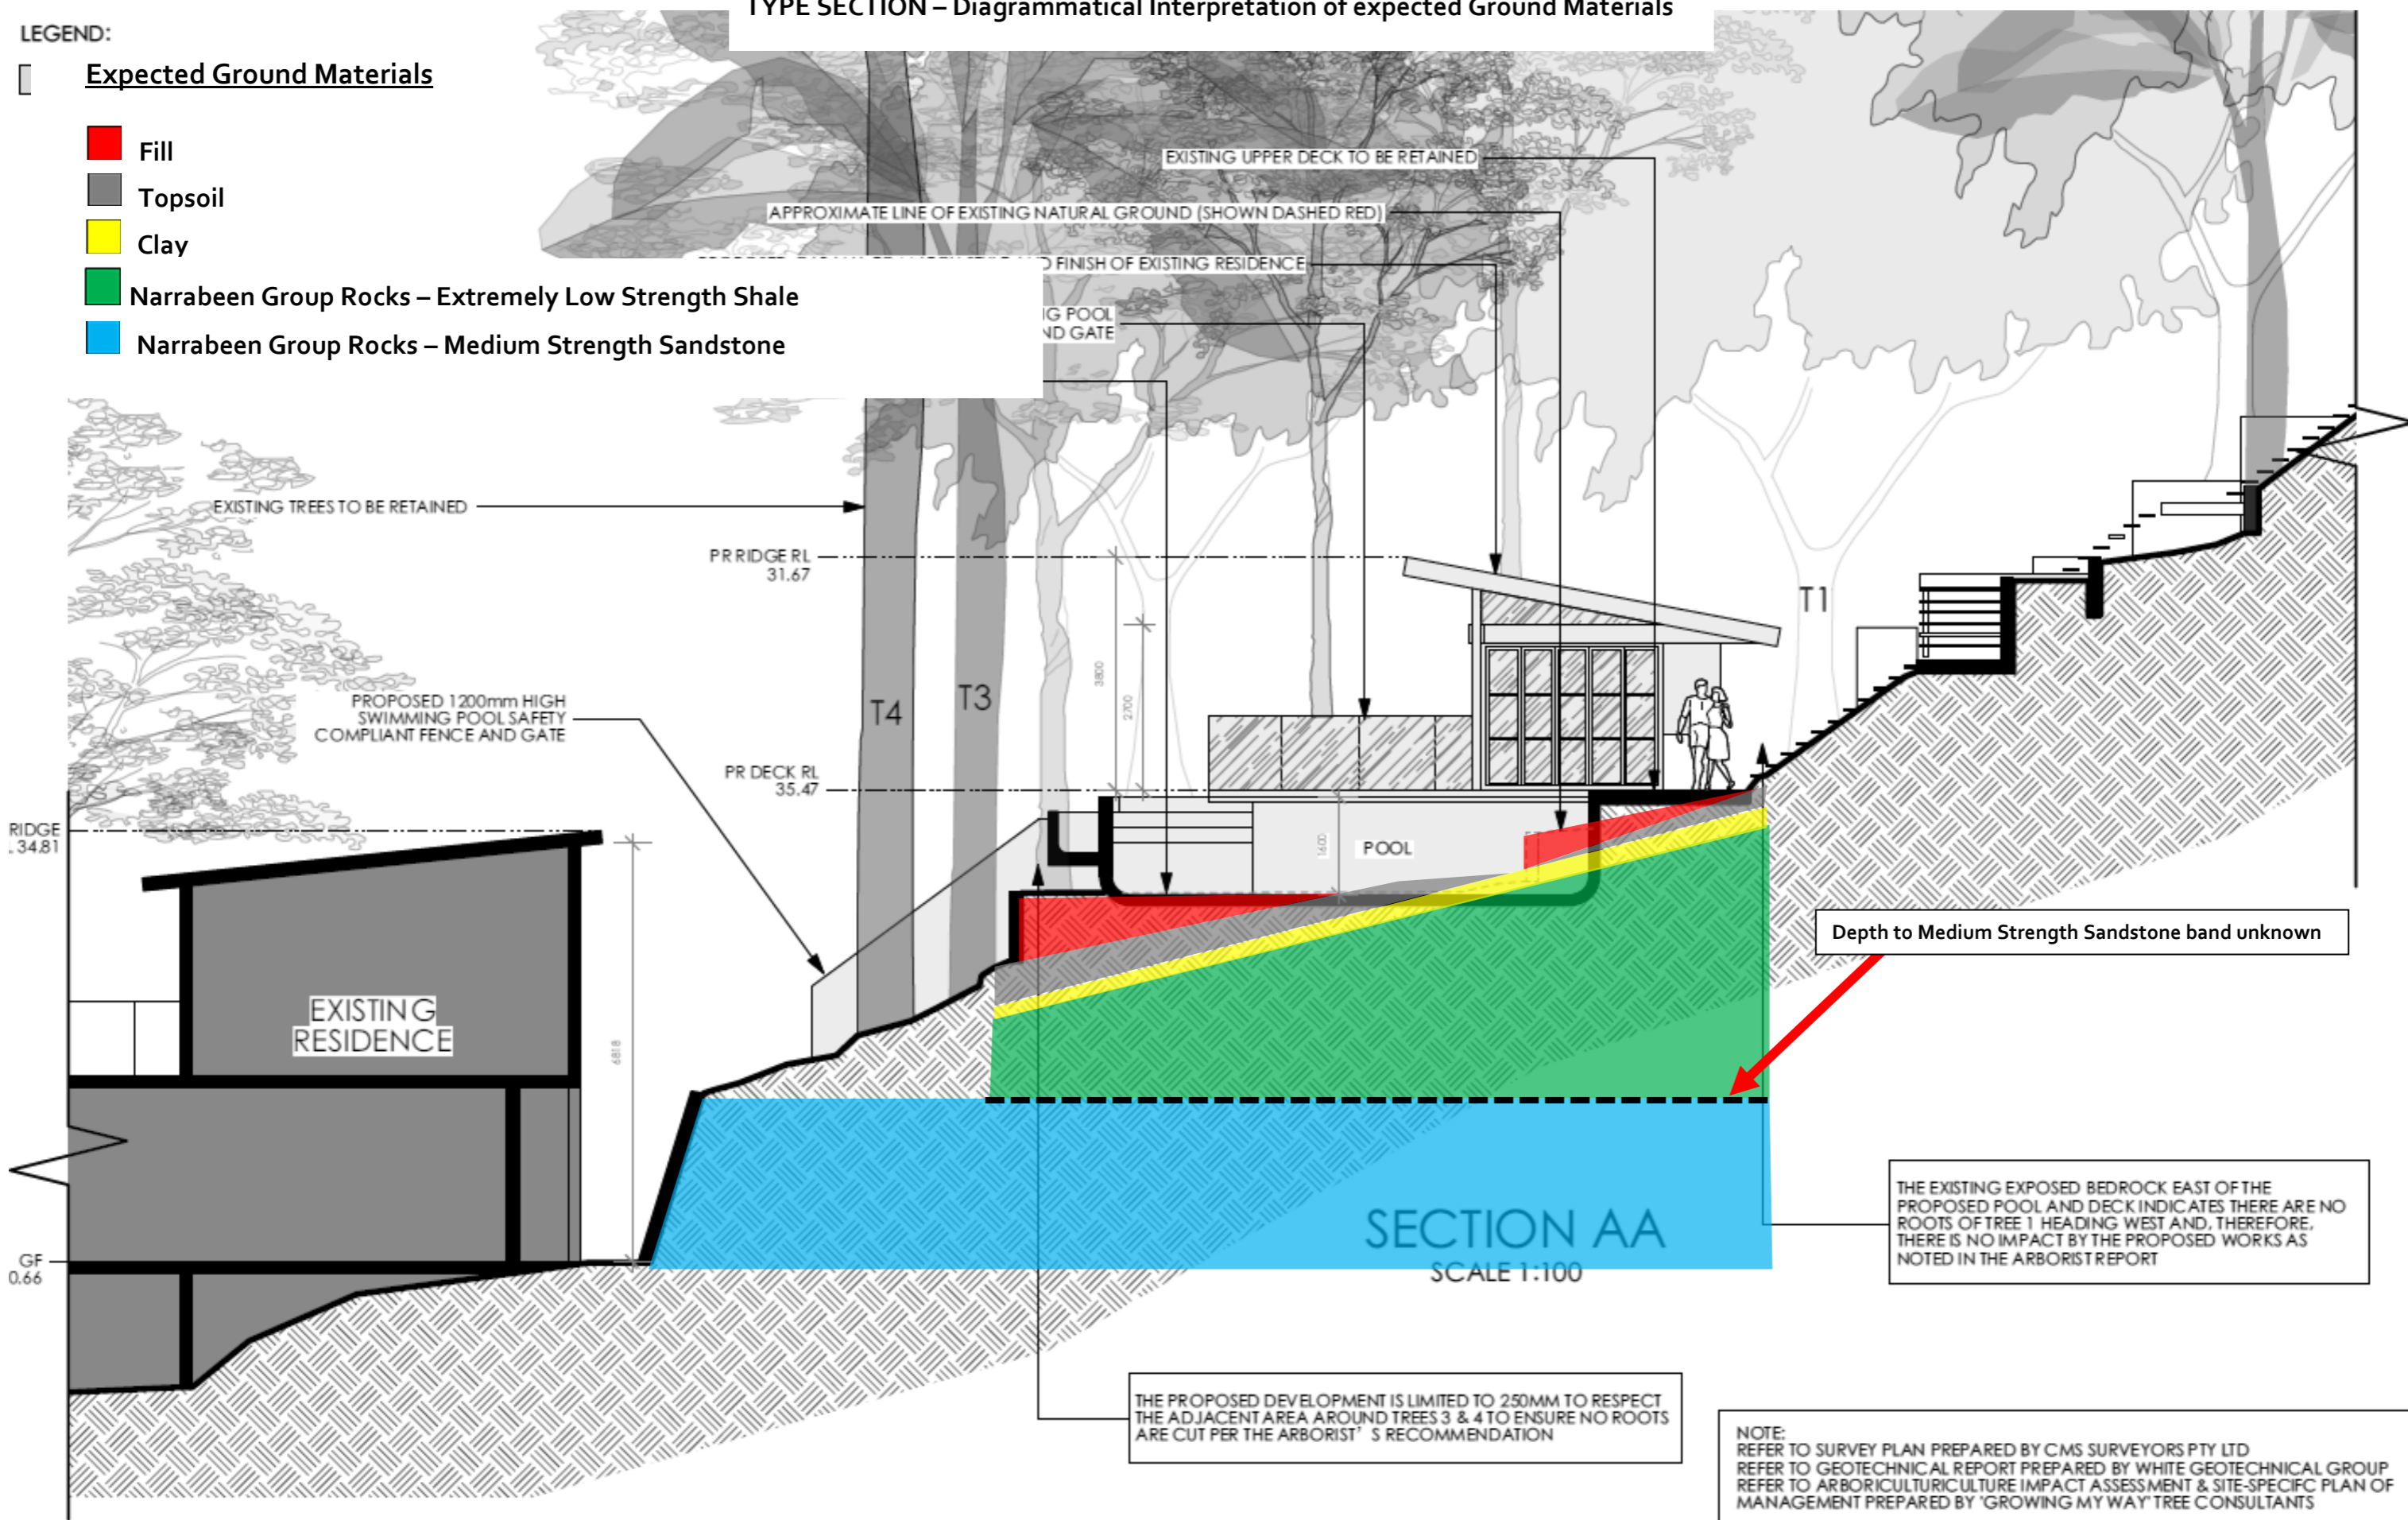 TYPE SECTION – Diagrammatical Interpretation of expected Ground Materials
LEGEND:
Expected Ground Materials
Fill
Topsoil
Clay
Narrabeen Group Rocks – Extremely Low Strength Shale
Narrabeen Group Rocks – Medium Strength Sandstone
EXISTING UPPER DECK TO BE RETAINED
APPROXIMATE LINE OF EXISTING NATURAL GROUND (SHOWN DASHED RED)
FINISH OF EXISTING RESIDENCE
POOL
GATE
EXISTING TREES TO BE RETAINED
PR RIDGE RL
31.67
T1
3800
2700
T4
T3
PROPOSED 1200mm HIGH
SWIMMING POOL SAFETY
COMPLIANT FENCE AND GATE
PR DECK RL
35.47
RIDGE
34.81
1600
POOL
Depth to Medium Strength Sandstone band unknown
EXISTING
RESIDENCE
6818
THE EXISTING EXPOSED BEDROCK EAST OF THE
PROPOSED POOL AND DECK INDICATES THERE ARE NO
ROOTS OF TREE 1 HEADING WEST AND, THEREFORE,
THERE IS NO IMPACT BY THE PROPOSED WORKS AS
NOTED IN THE ARBORIST REPORT
SECTION AA
SCALE 1:100
GF
0.66
THE PROPOSED DEVELOPMENT IS LIMITED TO 250MM TO RESPECT
THE ADJACENT AREA AROUND TREES 3 & 4 TO ENSURE NO ROOTS
ARE CUT PER THE ARBORIST' S RECOMMENDATION
NOTE:
REFER TO SURVEY PLAN PREPARED BY CMS SURVEYORS PTY LTD
REFER TO GEOTECHNICAL REPORT PREPARED BY WHITE GEOTECHNICAL GROUP
REFER TO ARBORICULTURICULTURE IMPACT ASSESSMENT & SITE-SPECIFC PLAN OF
MANAGEMENT PREPARED BY 'GROWING MY WAY' TREE CONSULTANTS